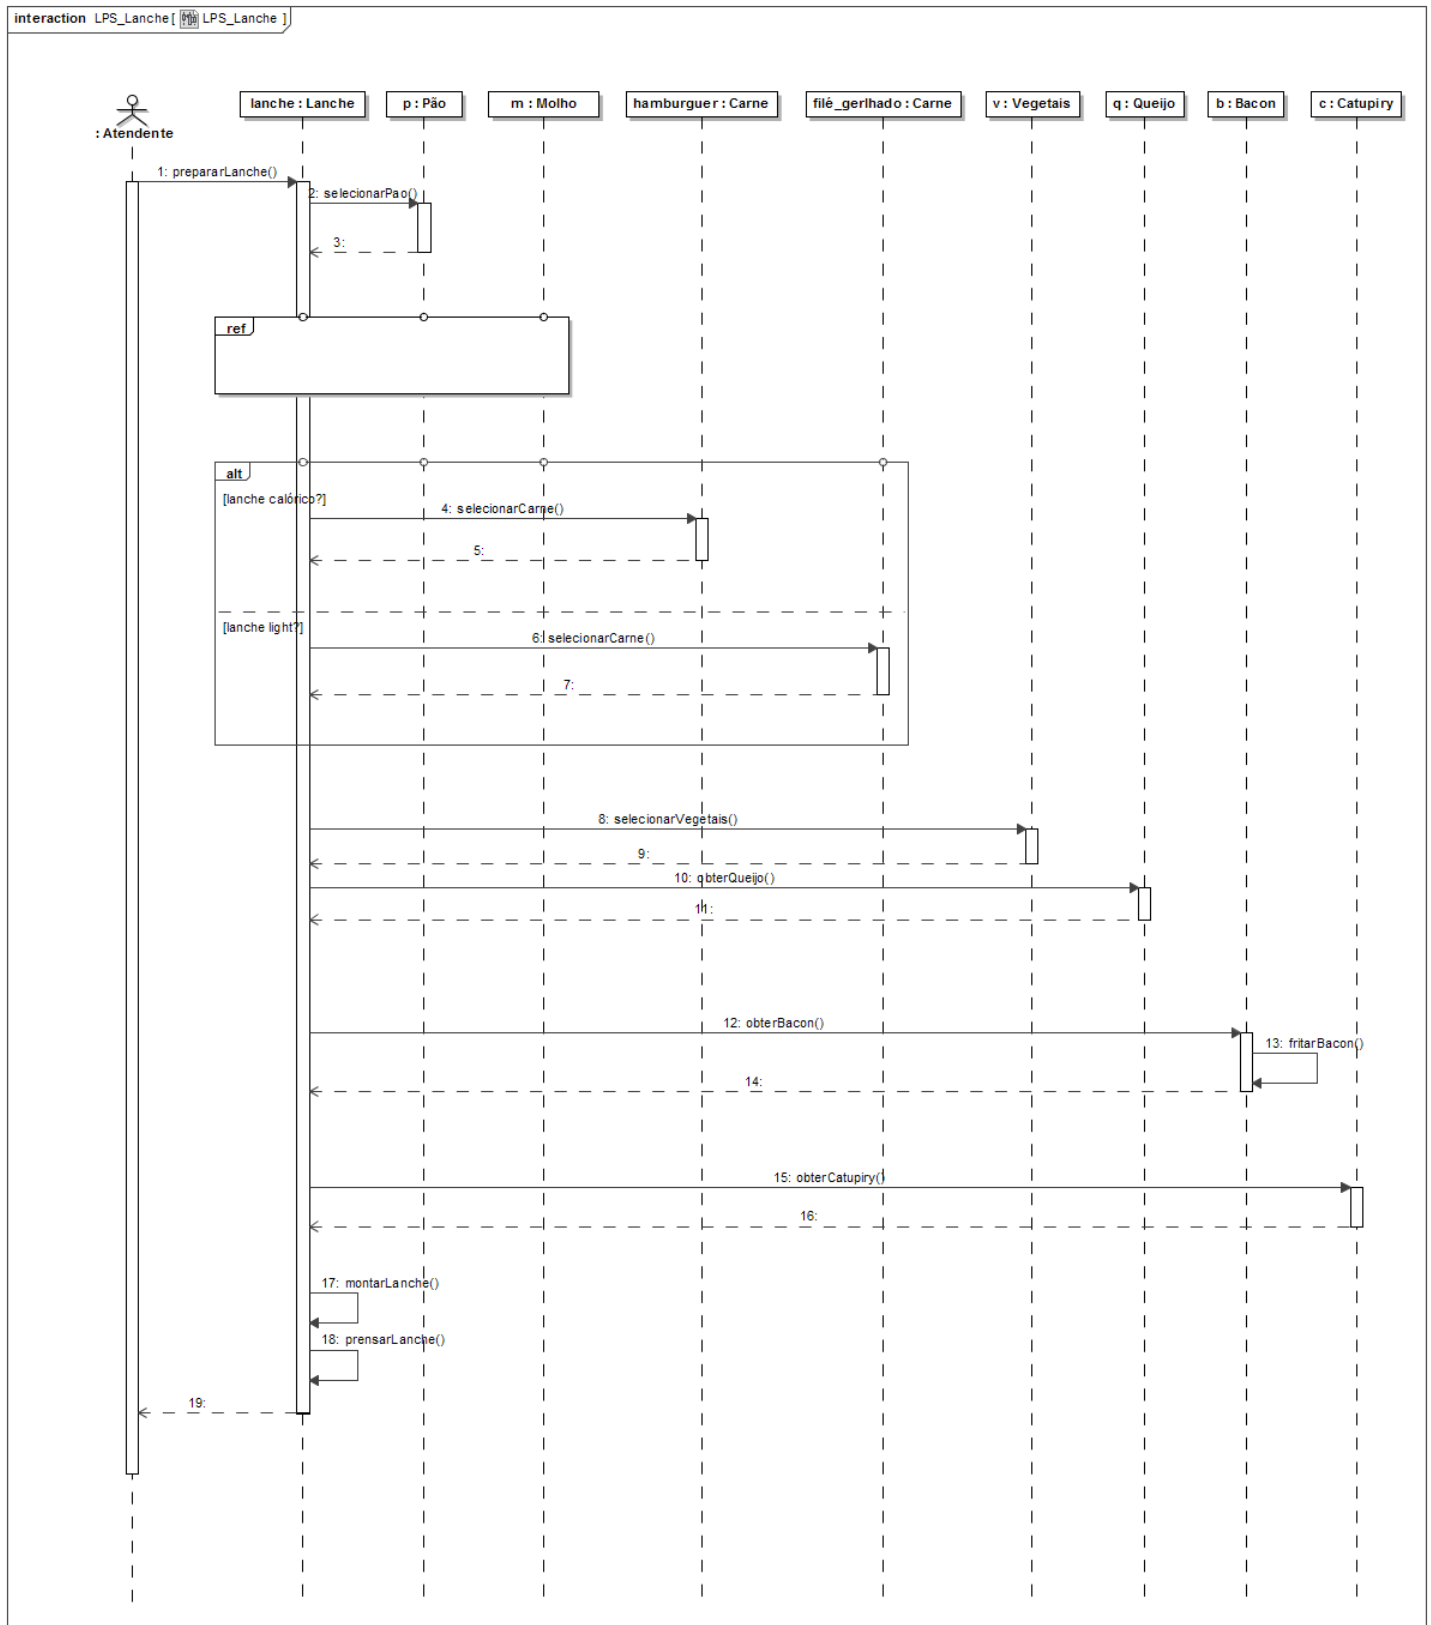 interaction LPS_Lanche [ LPS_Lanche ]
: Atendente
lanche : Lanche
p : Pão
m : Molho
hamburguer : Carne
filé_gerlhado : Carne
v : Vegetais
q : Queijo
b : Bacon
c : Catupiry
1: prepararLanche()
2: selecionarPao()
3:
ref
alt
[lanche calórico?]
4: selecionarCarne()
5:
[lanche light?]
6: selecionarCarne()
7:
8: selecionarVegetais()
9:
10: obterQueijo()
11:
12: obterBacon()
13: fritarBacon()
14:
15: obterCatupiry()
16:
17: montarLanche()
18: prensarLanche()
19: